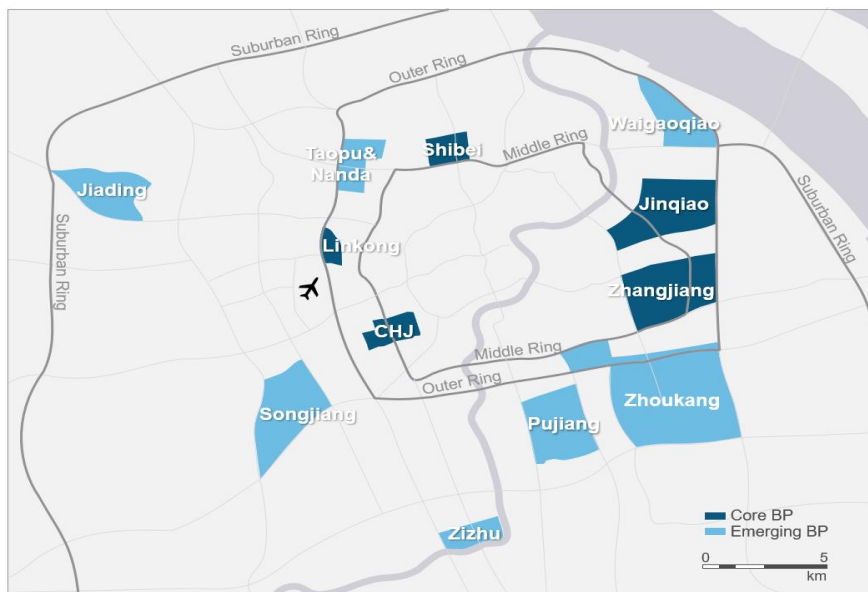 Suburban Ring
Outer Ring
Waigaoqiao
Taopu&
Nanda
Shibei
Middle Ring
Jiading
Jinqiao
Suburban Ring
Suburban Ring
Linkong
Zhangjiang
CHJ
Middle Ring
Outer Ring
Songjiang
Pujiang
Zhoukang
Zizhu
Core BP
Emerging BP
0 5
km